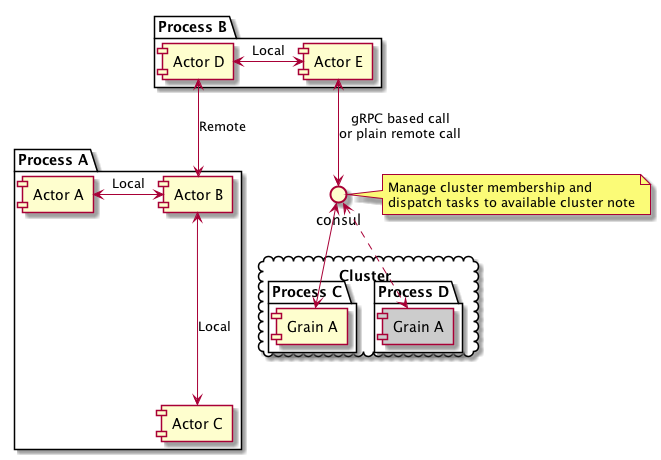 Process B
Actor D
Local
Actor E
Remote
gRPC based call
or plain remote call
Process A
Actor A
Local
Actor B
Manage cluster membership and
dispatch tasks to available cluster note
consul
Cluster
Process C
Process D
Grain A
Grain A
Local
Actor C